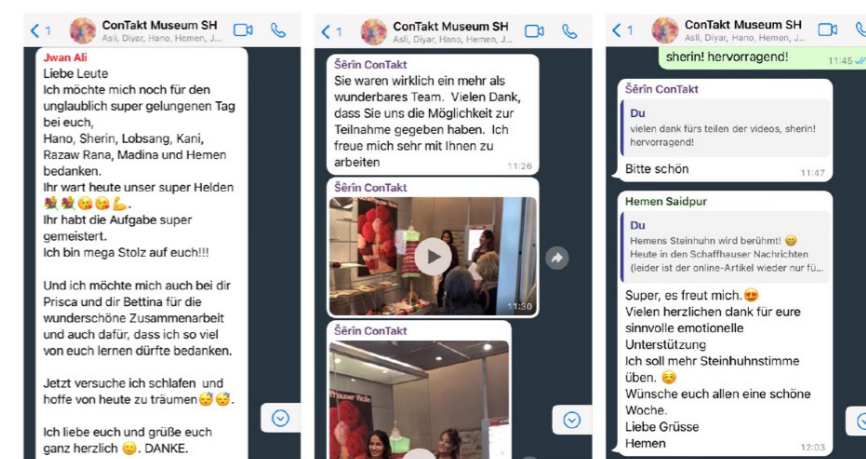 1
ConTakt Museum SH
Asli, Diyar, Hano, Hemen, J...
Jwan Ali
Liebe Leute
Ich möchte mich noch für den
unglaublich super gelungenen Tag
bei euch,
Hano, Sherin, Lobsang, Kani,
Razaw Rana, Madina und Hemen
bedanken.
Ihr wart heute unser super Helden
💐💐😘😘💪.
Ihr habt die Aufgabe super
gemeistert.
Ich bin mega Stolz auf euch!!!
Und ich möchte mich auch bei dir
Prisca und dir Bettina für die
wunderschöne Zusammenarbeit
und auch dafür, dass ich so viel
von euch lernen dürfte bedanken.
Jetzt versuche ich schlafen und
hoffe von heute zu träumen😴😴.
Ich liebe euch und grüße euch
ganz herzlich 🙂. DANKE.
1
ConTakt Museum SH
Asli, Diyar, Hano, Hemen, J...
Šêrîn ConTakt
Sie waren wirklich ein mehr als
wunderbares Team. Vielen Dank,
dass Sie uns die Möglichkeit zur
Teilnahme gegeben haben. Ich
freue mich sehr mit Ihnen zu
arbeiten
11:26
Šêrîn ConTakt
11:30
Šêrîn ConTakt
1
ConTakt Museum SH
Asli, Diyar, Hano, Hemen, J...
sherin! hervorragend!
11:45
Šêrîn ConTakt
Du
vielen dank fürs teilen der videos, sherin!
hervorragend!
Bitte schön
11:47
Hemen Saidpur
Du
Hemens Steinhuhn wird berühmt! 😄
Heute in den Schaffhauser Nachrichten
(leider ist der online-Artikel wieder nur fü...
Super, es freut mich.😍
Vielen herzlichen dank für eure
sinnvolle emotionelle
Unterstützung
Ich soll mehr Steinhuhnstimme
üben. ☺️
Wünsche euch allen eine schöne
Woche.
Liebe Grüsse
Hemen
12:03